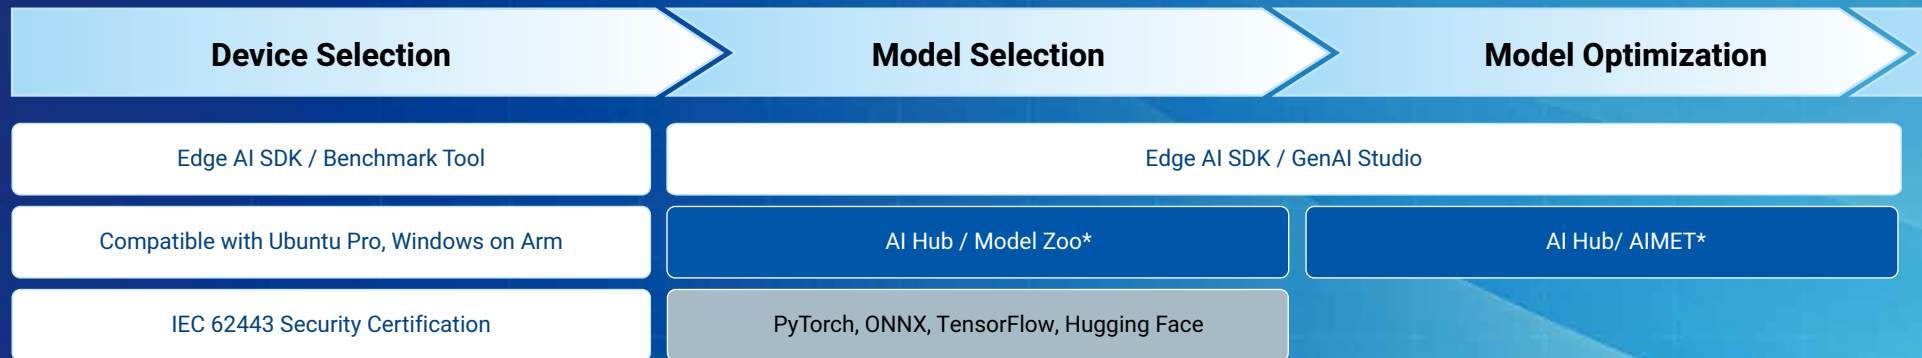 Device Selection
Model Selection
Model Optimization
Edge AI SDK / Benchmark Tool
Edge AI SDK / GenAI Studio
Compatible with Ubuntu Pro, Windows on Arm
AI Hub / Model Zoo*
AI Hub/ AIMET*
IEC 62443 Security Certification
PyTorch, ONNX, TensorFlow, Hugging Face